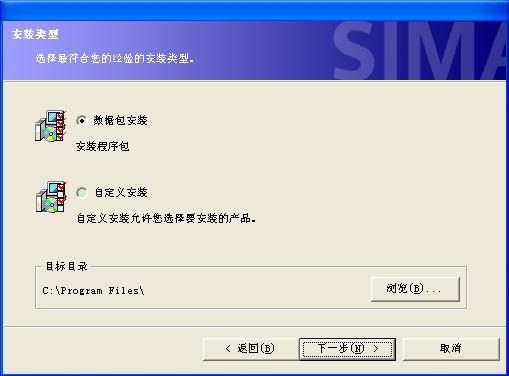 安装类型
选择最符合您的经验的安装类型。
SIMA
数据包安装
安装程序包
自定义安装
自定义安装允许您选择要安装的产品。
目标目录
C:\Program Files\
浏览(B)...
< 返回(B)
下一步(N) >
取消